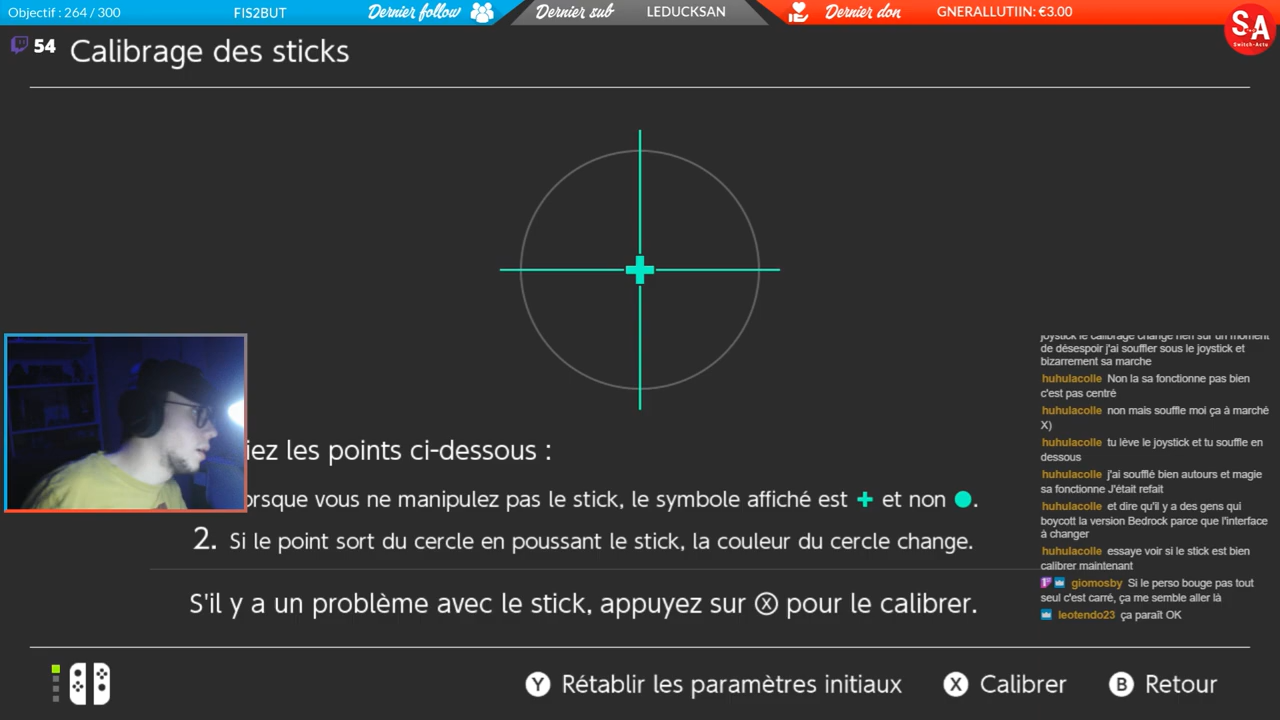 Objectif : 264 / 300
FIS2BUT
Dernier follow
Dernier sub
LEDUCKSAN
Dernier don
GNERALLUTIIN: €3.00
SA
Switch-Actu
54
Calibrage des sticks
joystick le calibrage change rien sur un moment
de désespoir j'ai souffler sous le joystick et
bizarrement sa marche
huhulacolle Non la sa fonctionne pas bien
c'est pas centré
huhulacolle non mais souffle moi ça à marché
X)
huhulacolle tu lève le joystick et tu souffle en
dessous
huhulacolle j'ai soufflé bien autours et magie
sa fonctionne J'était refait
huhulacolle et dire qu'il y a des gens qui
boycott la version Bedrock parce que l'interface
à changer
huhulacolle essaye voir si le stick est bien
calibrer maintenant
giomosby Si le perso bouge pas tout
seul c'est carré, ça me semble aller là
leotendo23 ça paraît OK
iez les points ci-dessous :
orsque vous ne manipulez pas le stick, le symbole affiché est + et non ●.
2. Si le point sort du cercle en poussant le stick, la couleur du cercle change.
S'il y a un problème avec le stick, appuyez sur Ⓧ pour le calibrer.
Y Rétablir les paramètres initiaux
X Calibrer
B Retour